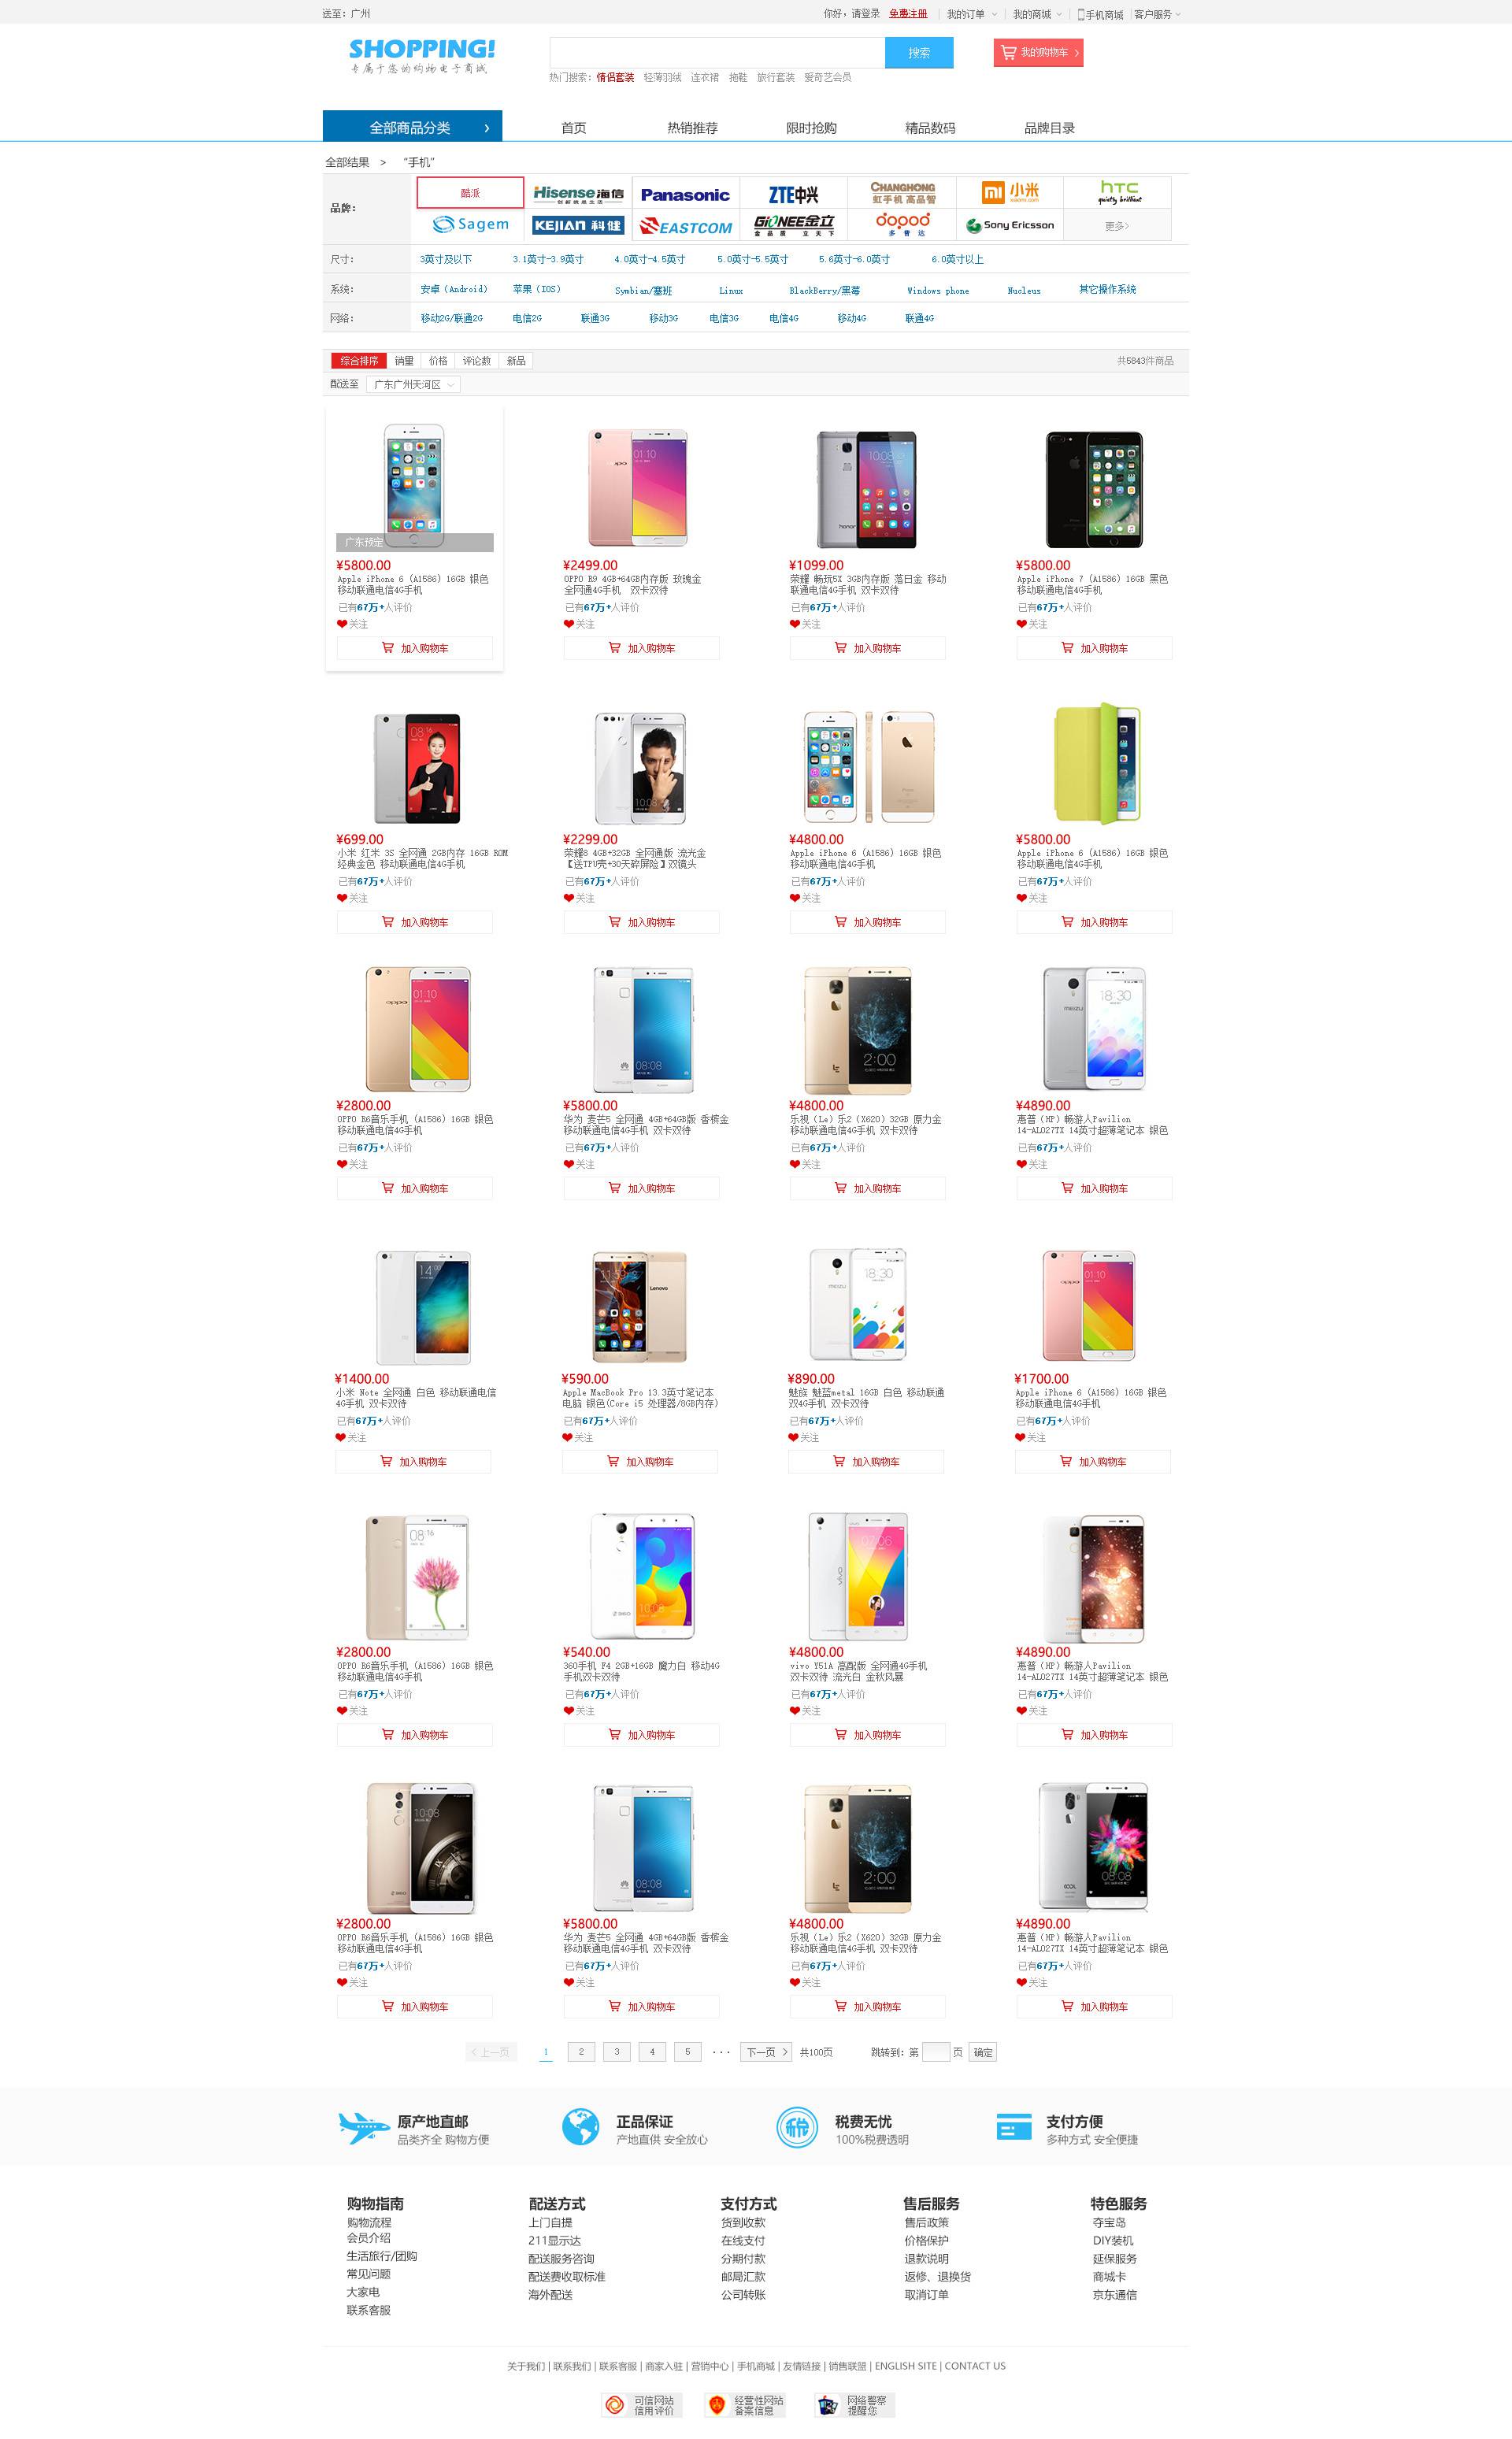 送至：广州
你好，请登录 免费注册 我的订单 我的商城 手机商城 客户服务
SHOPPING!
专属于您的购物电子商城
搜索
我的购物车
热门搜索：情侣套装 轻薄羽绒 连衣裙 拖鞋 旅行套装 爱奇艺会员
全部商品分类 首页 热销推荐 限时抢购 精品数码 品牌目录
全部结果 > “手机”
品牌：
酷派 Hisense海信 Panasonic ZTE中兴 CHANGHONG 虹手机 高品智 小米 hTC quietly brilliant
Sagem KEJIAN 科健 EASTCOM GiONEE金立 金品质 立天下 dopod 多普达 Sony Ericsson 更多>
尺寸： 3英寸及以下 3.1英寸-3.9英寸 4.0英寸-4.5英寸 5.0英寸-5.5英寸 5.6英寸-6.0英寸 6.0英寸以上
系统： 安卓（Android） 苹果（IOS） Symbian/塞班 Linux BlackBerry/黑莓 Windows phone Nucleus 其它操作系统
网络： 移动2G/联通2G 电信2G 联通3G 移动3G 电信3G 电信4G 移动4G 联通4G
综合排序 销量 价格 评论数 新品 共5843件商品
配送至 广东广州天河区
广东预定
¥5800.00 ¥2499.00 ¥1099.00 ¥5800.00
Apple iPhone 6 (A1586) 16GB 银色 OPPO R9 4GB+64GB内存版 玫瑰金 荣耀 畅玩5X 3GB内存版 落日金 移动 Apple iPhone 7 (A1586) 16GB 黑色
移动联通电信4G手机 全网通4G手机 双卡双待 联通电信4G手机 双卡双待 移动联通电信4G手机
已有67万+人评价 已有67万+人评价 已有67万+人评价 已有67万+人评价
关注 关注 关注 关注
加入购物车 加入购物车 加入购物车 加入购物车
¥699.00 ¥2299.00 ¥4800.00 ¥5800.00
小米 红米 3S 全网通 2GB内存 16GB ROM 荣耀8 4GB+32GB 全网通版 流光金 Apple iPhone 6 (A1586) 16GB 银色 Apple iPhone 6 (A1586) 16GB 银色
经典金色 移动联通电信4G手机 【送TPU壳+30天碎屏险】双镜头 移动联通电信4G手机 移动联通电信4G手机
已有67万+人评价 已有67万+人评价 已有67万+人评价 已有67万+人评价
关注 关注 关注 关注
加入购物车 加入购物车 加入购物车 加入购物车
¥2800.00 ¥5800.00 ¥4800.00 ¥4890.00
OPPO R6音乐手机 (A1586) 16GB 银色 华为 麦芒5 全网通 4GB+64GB版 香槟金 乐视（Le）乐2（X620）32GB 原力金 惠普（HP）畅游人Pavilion
移动联通电信4G手机 移动联通电信4G手机 双卡双待 移动联通电信4G手机 双卡双待 14-AL027TX 14英寸超薄笔记本 银色
已有67万+人评价 已有67万+人评价 已有67万+人评价 已有67万+人评价
关注 关注 关注 关注
加入购物车 加入购物车 加入购物车 加入购物车
¥1400.00 ¥590.00 ¥890.00 ¥1700.00
小米 Note 全网通 白色 移动联通电信 Apple MacBook Pro 13.3英寸笔记本 魅族 魅蓝metal 16GB 白色 移动联通 Apple iPhone 6 (A1586) 16GB 银色
4G手机 双卡双待 电脑 银色(Core i5 处理器/8GB内存) 双4G手机 双卡双待 移动联通电信4G手机
已有67万+人评价 已有67万+人评价 已有67万+人评价 已有67万+人评价
关注 关注 关注 关注
加入购物车 加入购物车 加入购物车 加入购物车
¥2800.00 ¥540.00 ¥4800.00 ¥4890.00
OPPO R6音乐手机 (A1586) 16GB 银色 360手机 F4 2GB+16GB 魔力白 移动4G vivo Y51A 高配版 全网通4G手机 惠普（HP）畅游人Pavilion
移动联通电信4G手机 手机双卡双待 双卡双待 流光白 金秋风暴 14-AL027TX 14英寸超薄笔记本 银色
已有67万+人评价 已有67万+人评价 已有67万+人评价 已有67万+人评价
关注 关注 关注 关注
加入购物车 加入购物车 加入购物车 加入购物车
¥2800.00 ¥5800.00 ¥4800.00 ¥4890.00
OPPO R6音乐手机 (A1586) 16GB 银色 华为 麦芒5 全网通 4GB+64GB版 香槟金 乐视（Le）乐2（X620）32GB 原力金 惠普（HP）畅游人Pavilion
移动联通电信4G手机 移动联通电信4G手机 双卡双待 移动联通电信4G手机 双卡双待 14-AL027TX 14英寸超薄笔记本 银色
已有67万+人评价 已有67万+人评价 已有67万+人评价 已有67万+人评价
关注 关注 关注 关注
加入购物车 加入购物车 加入购物车 加入购物车
<上一页 1 2 3 4 5 ··· 下一页> 共100页 跳转到：第 页 确定
原产地直邮 正品保证 税费无忧 支付方便
品类齐全 购物方便 产地直供 安全放心 100%税费透明 多种方式 安全便捷
购物指南 配送方式 支付方式 售后服务 特色服务
购物流程 上门自提 货到收款 售后政策 夺宝岛
会员介绍 211显示达 在线支付 价格保护 DIY装机
生活旅行/团购 配送服务咨询 分期付款 退款说明 延保服务
常见问题 配送费收取标准 邮局汇款 返修、退换货 商城卡
大家电 海外配送 公司转账 取消订单 京东通信
联系客服
关于我们 | 联系我们 | 联系客服 | 商家入驻 | 营销中心 | 手机商城 | 友情链接 | 销售联盟 | ENGLISH SITE | CONTACT US
可信网站 经营性网站 网络警察
信用评价 备案信息 提醒您